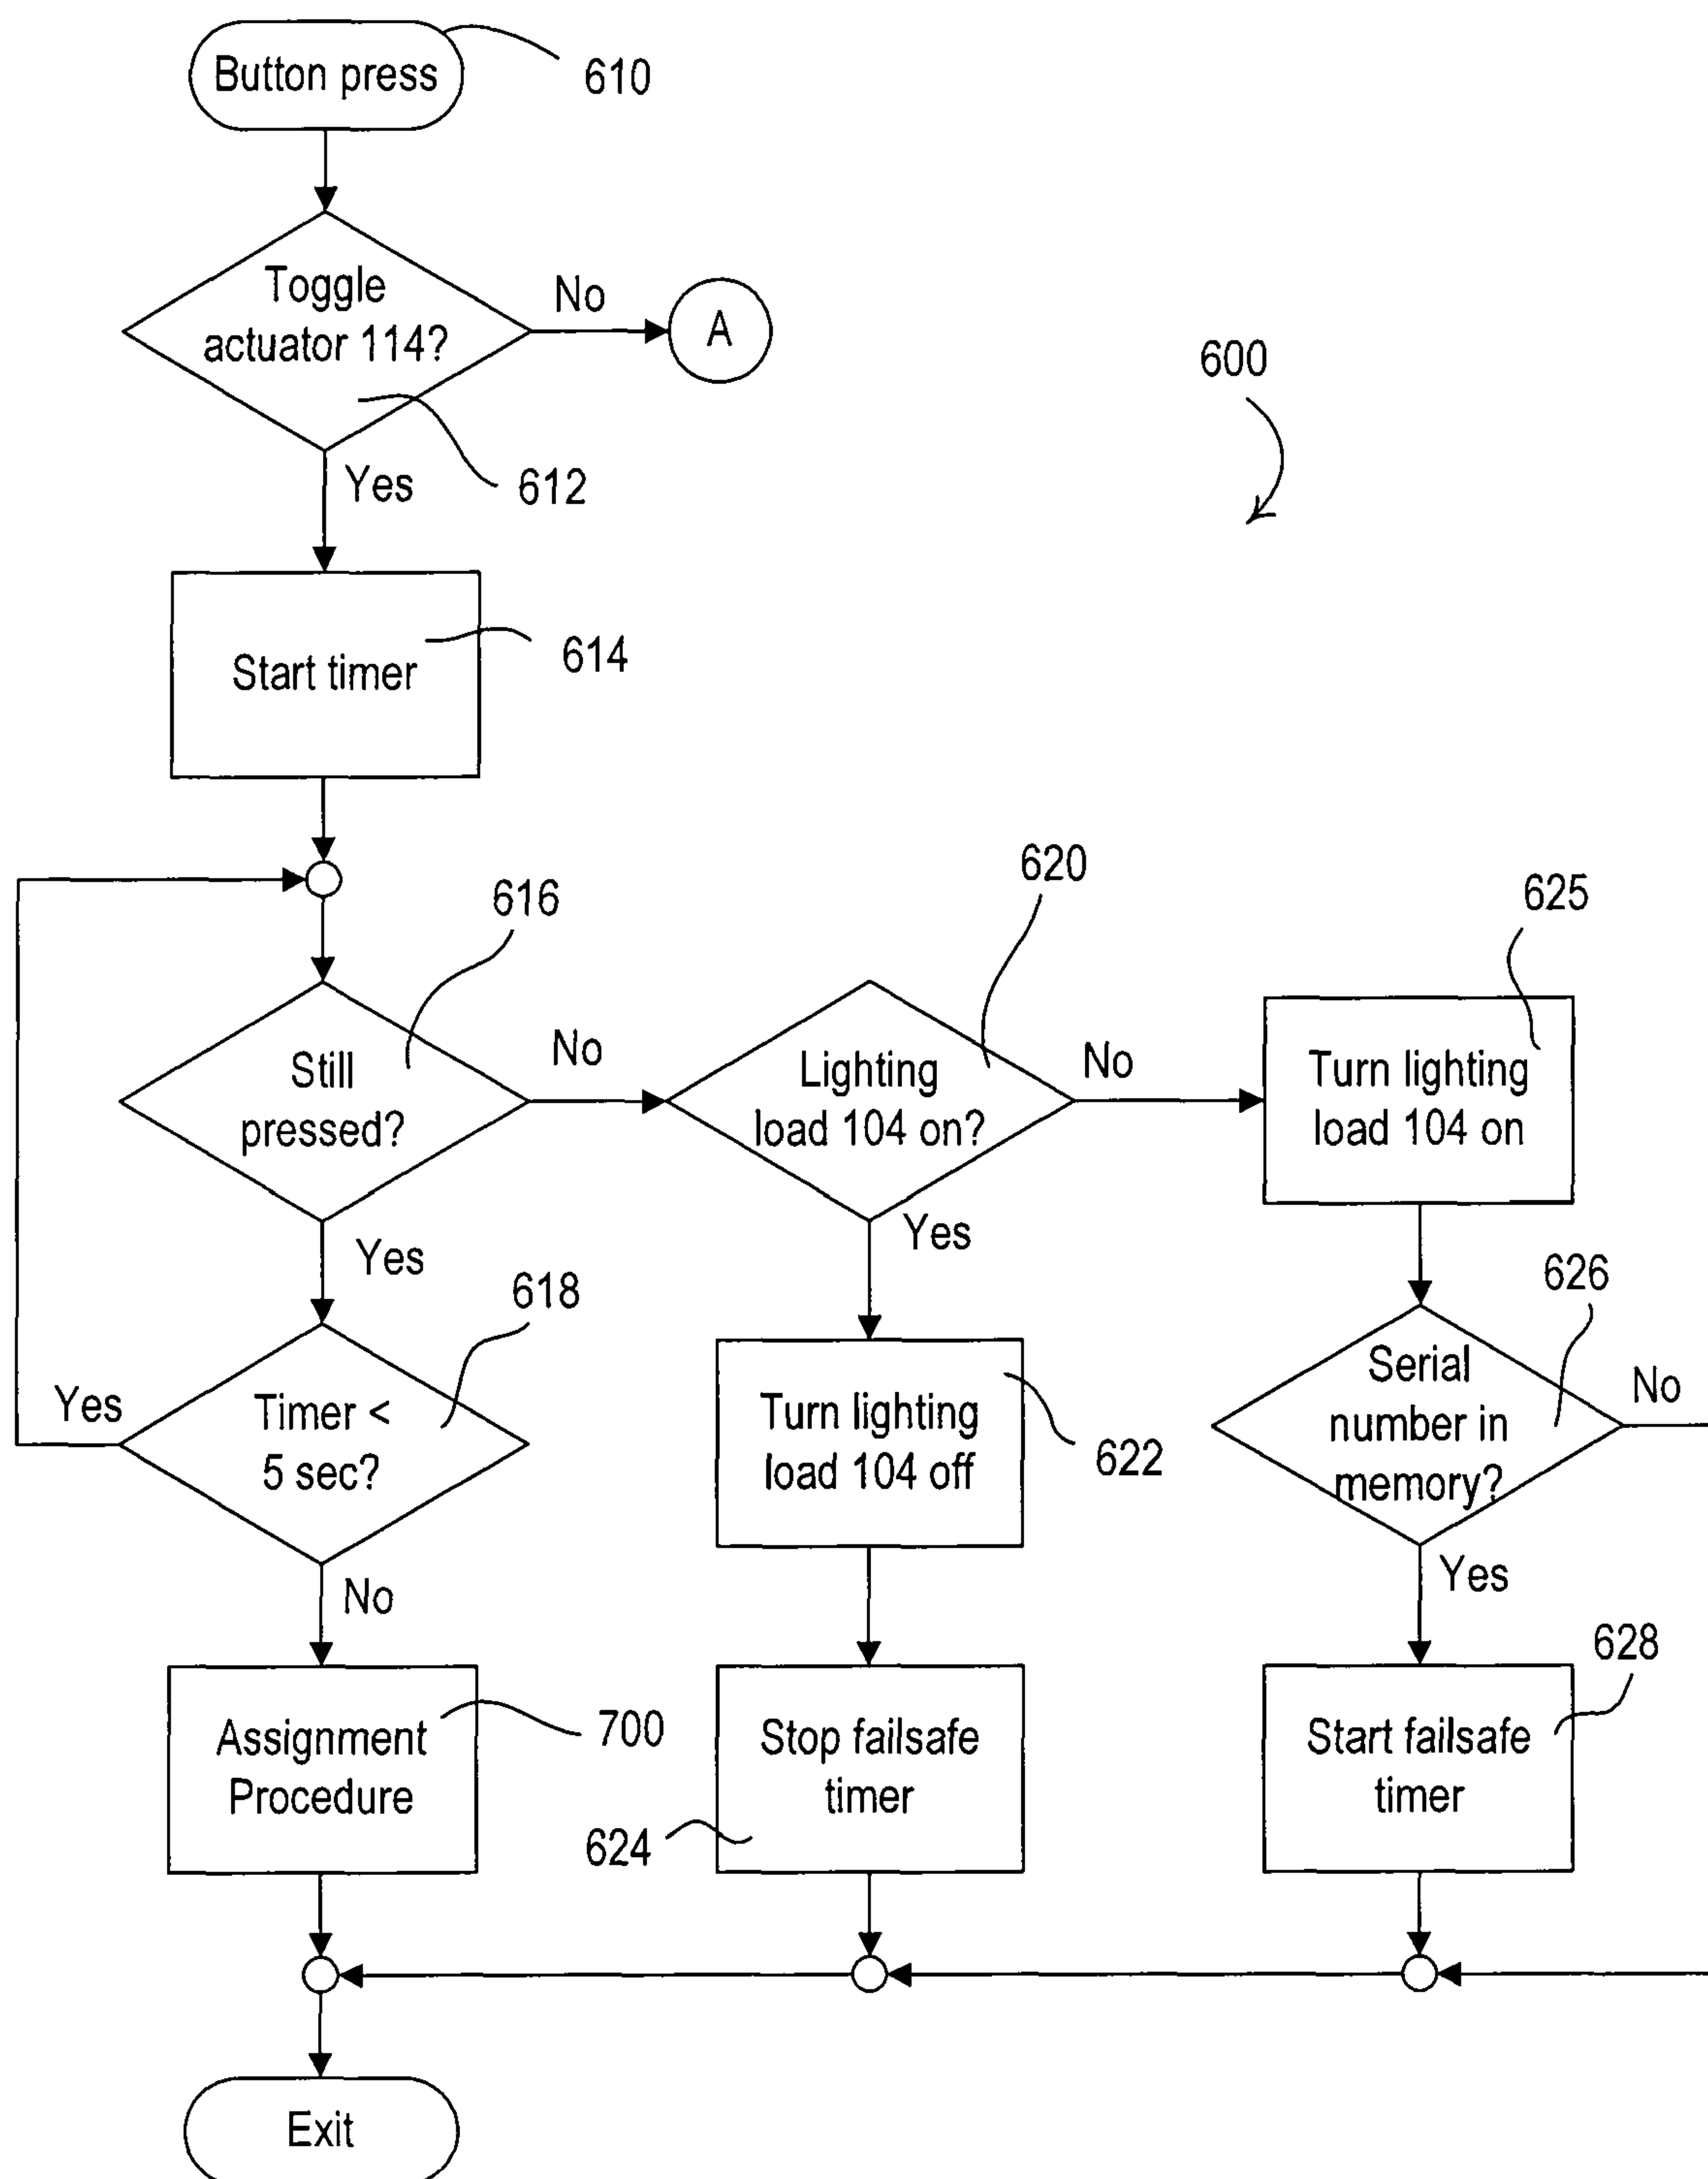 Button press
610
Toggle
actuator 114?
No
A
612
Yes
600
Start timer
614
616
620
625
Still
pressed?
No
Lighting
load 104 on?
No
Turn lighting
load 104 on
Yes
Yes
618
626
Timer <
5 sec?
Yes
Turn lighting
load 104 off
622
Serial
number in
memory?
No
No
Yes
628
Assignment
Procedure
700
Stop failsafe
timer
624
Start failsafe
timer
Exit